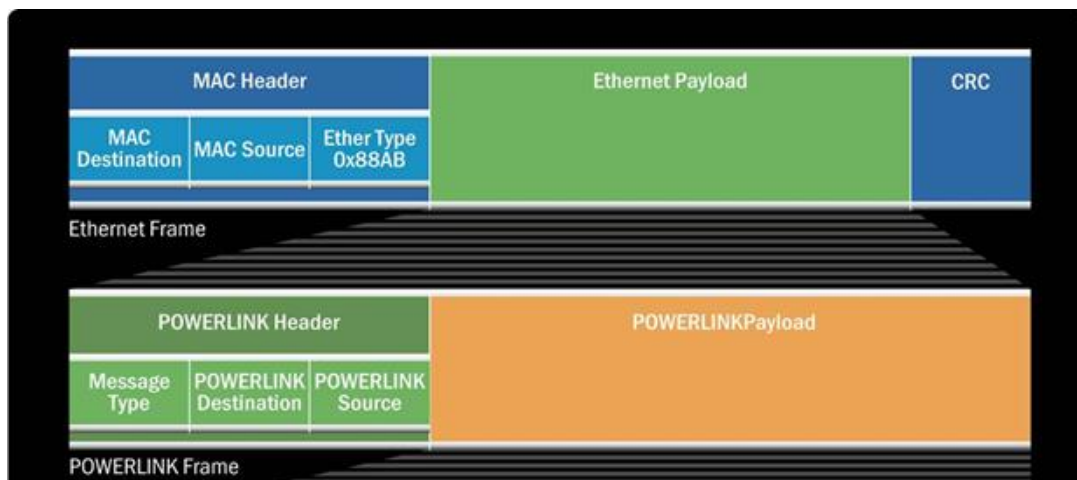 MAC Header
Ethernet Payload
CRC
MAC
Destination
MAC Source
Ether Type
0x88AB
Ethernet Frame
POWERLINK Header
POWERLINKPayload
Message
Type
POWERLINK
Destination
POWERLINK
Source
POWERLINK Frame